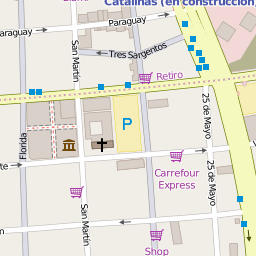 Catalinas (en construcción)
Paraguay
Paraguay
San Martín
Tres Sargentos
Retiro
P
Florida
25 de Mayo
25 de Mayo
Carrefour
Express
San Martín
Shop